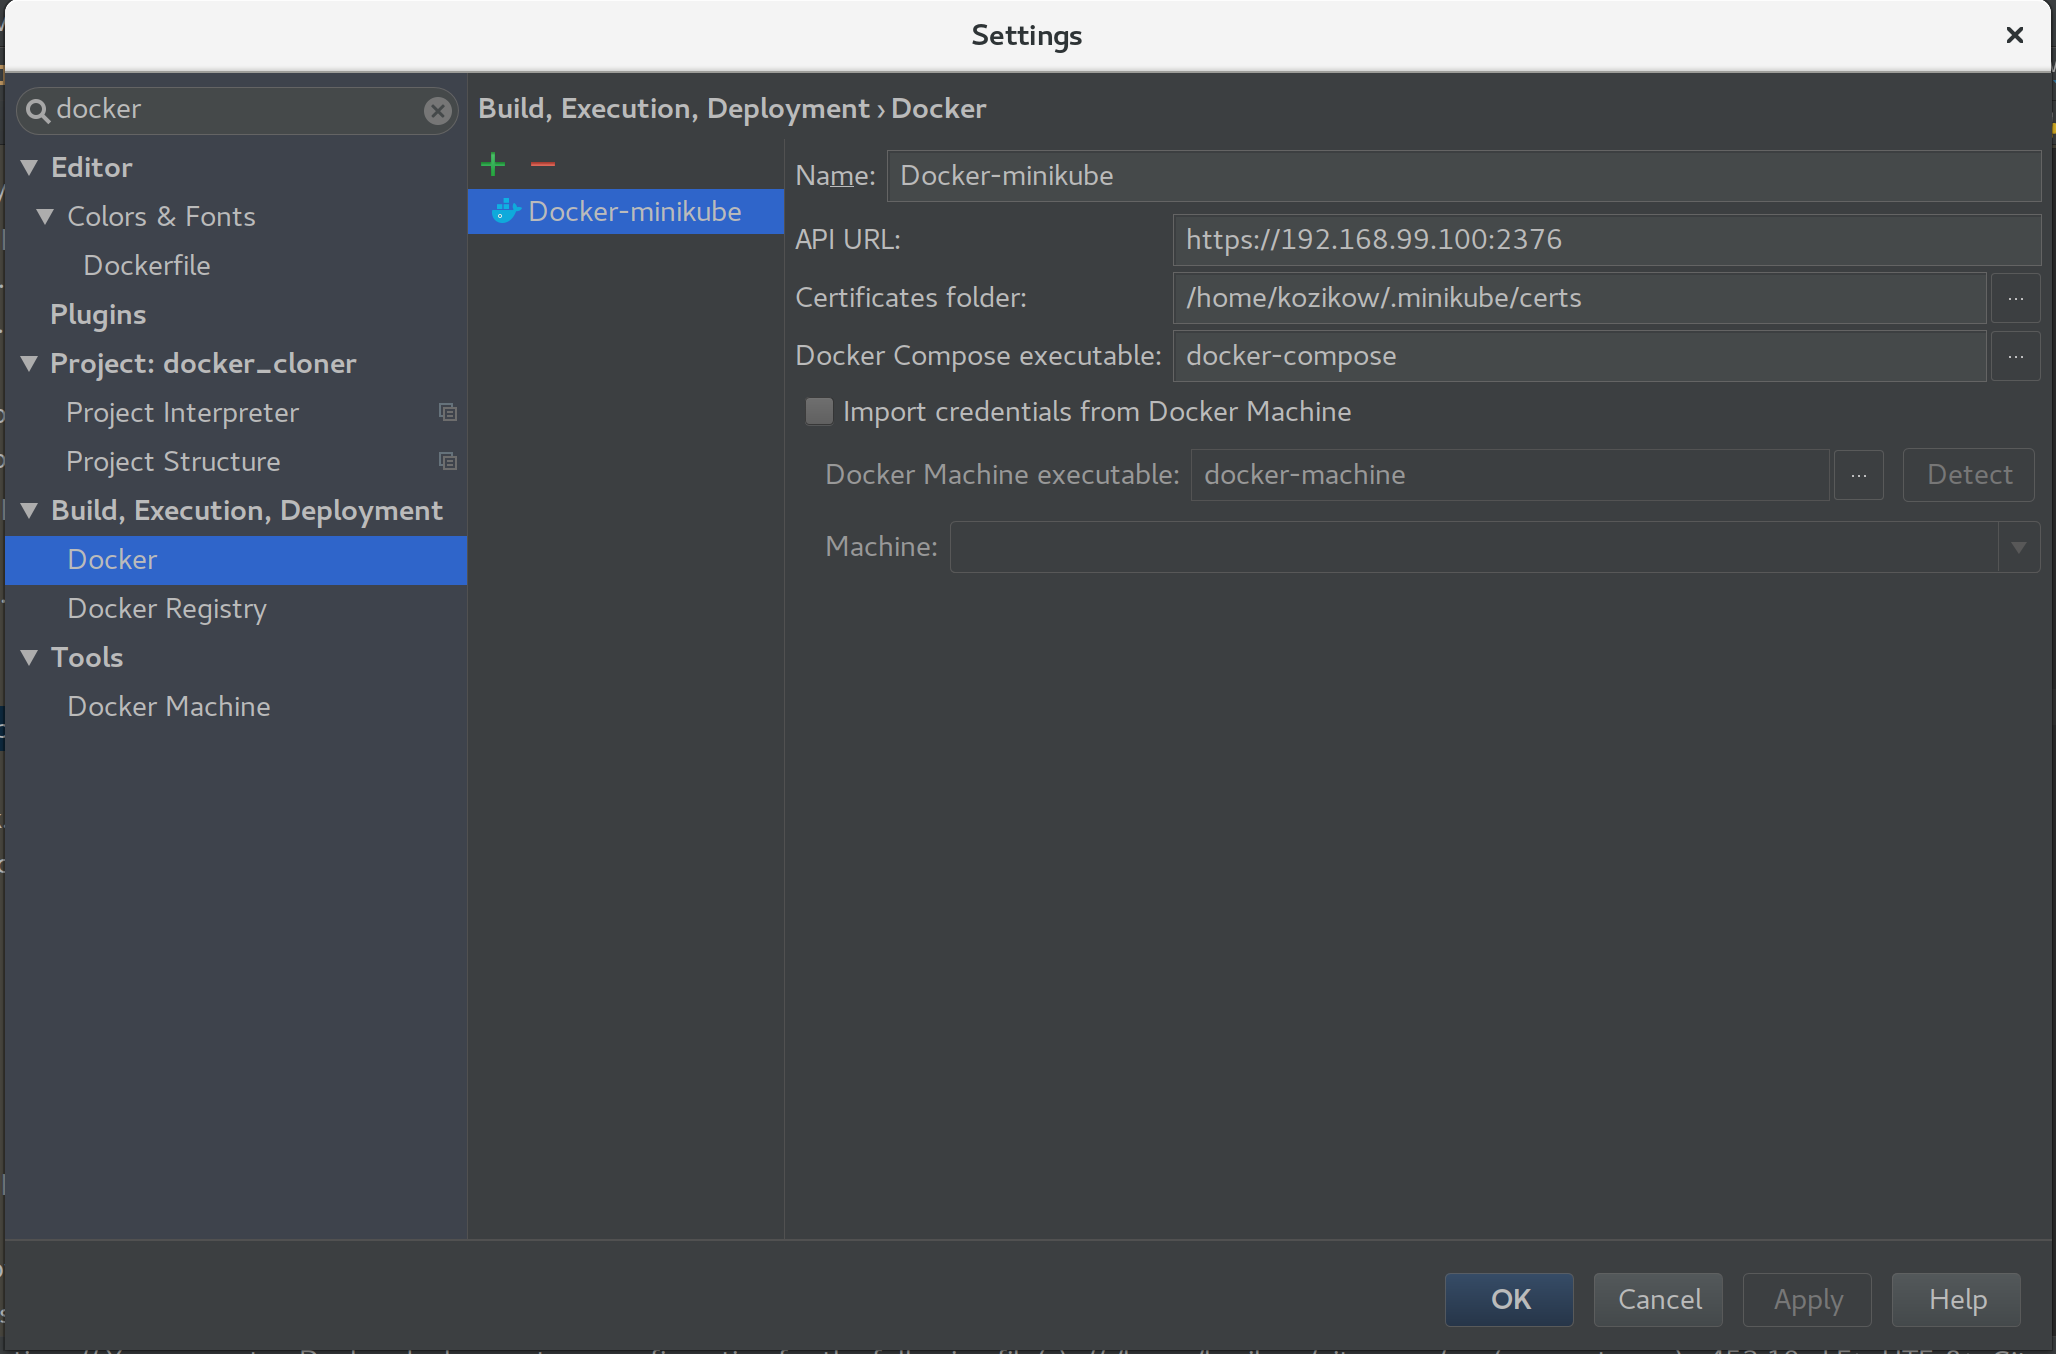 Settings
docker
Editor
Colors & Fonts
Dockerfile
Plugins
Project: docker_cloner
Project Interpreter
Project Structure
Build, Execution, Deployment
Docker
Docker Registry
Tools
Docker Machine
Build, Execution, Deployment › Docker
Docker-minikube
Name: Docker-minikube
API URL: https://192.168.99.100:2376
Certificates folder: /home/kozikow/.minikube/certs ...
Docker Compose executable: docker-compose ...
Import credentials from Docker Machine
Docker Machine executable: docker-machine ... Detect
Machine:
OK Cancel Apply Help